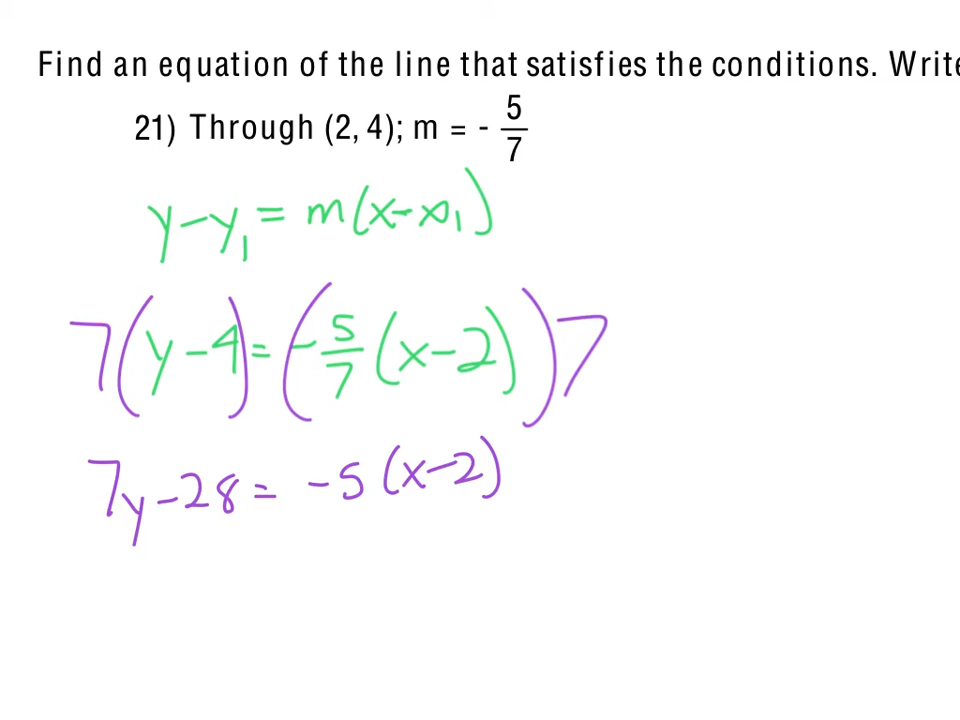 Find an equation of the line that satisfies the conditions. Write
21) Through (2, 4); m = - 5/7
y-y₁ = m(x-x₁)
7(y-4) = (-5/7(x-2))7
7y-28 = -5(x-2)